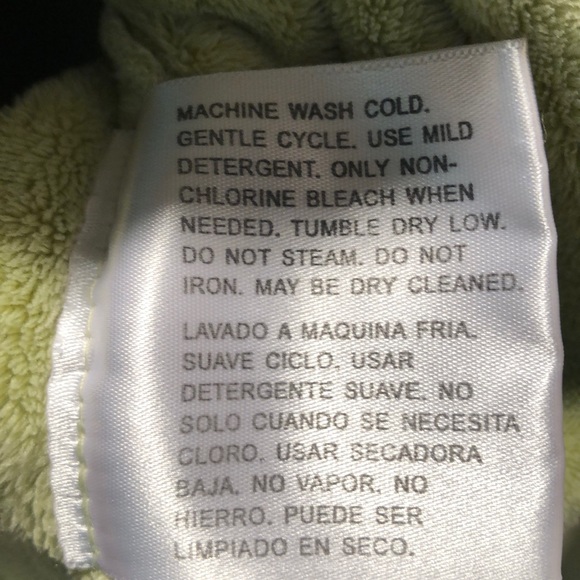 MACHINE WASH COLD.
GENTLE CYCLE. USE MILD
DETERGENT. ONLY NON-
CHLORINE BLEACH WHEN
NEEDED. TUMBLE DRY LOW.
DO NOT STEAM. DO NOT
IRON. MAY BE DRY CLEANED.
LAVADO A MAQUINA FRIA.
SUAVE CICLO. USAR
DETERGENTE SUAVE. NO
SOLO CUANDO SE NECESITA
CLORO. USAR SECADORA
BAJA. NO VAPOR. NO
HIERRO. PUEDE SER
LIMPIADO EN SECO.